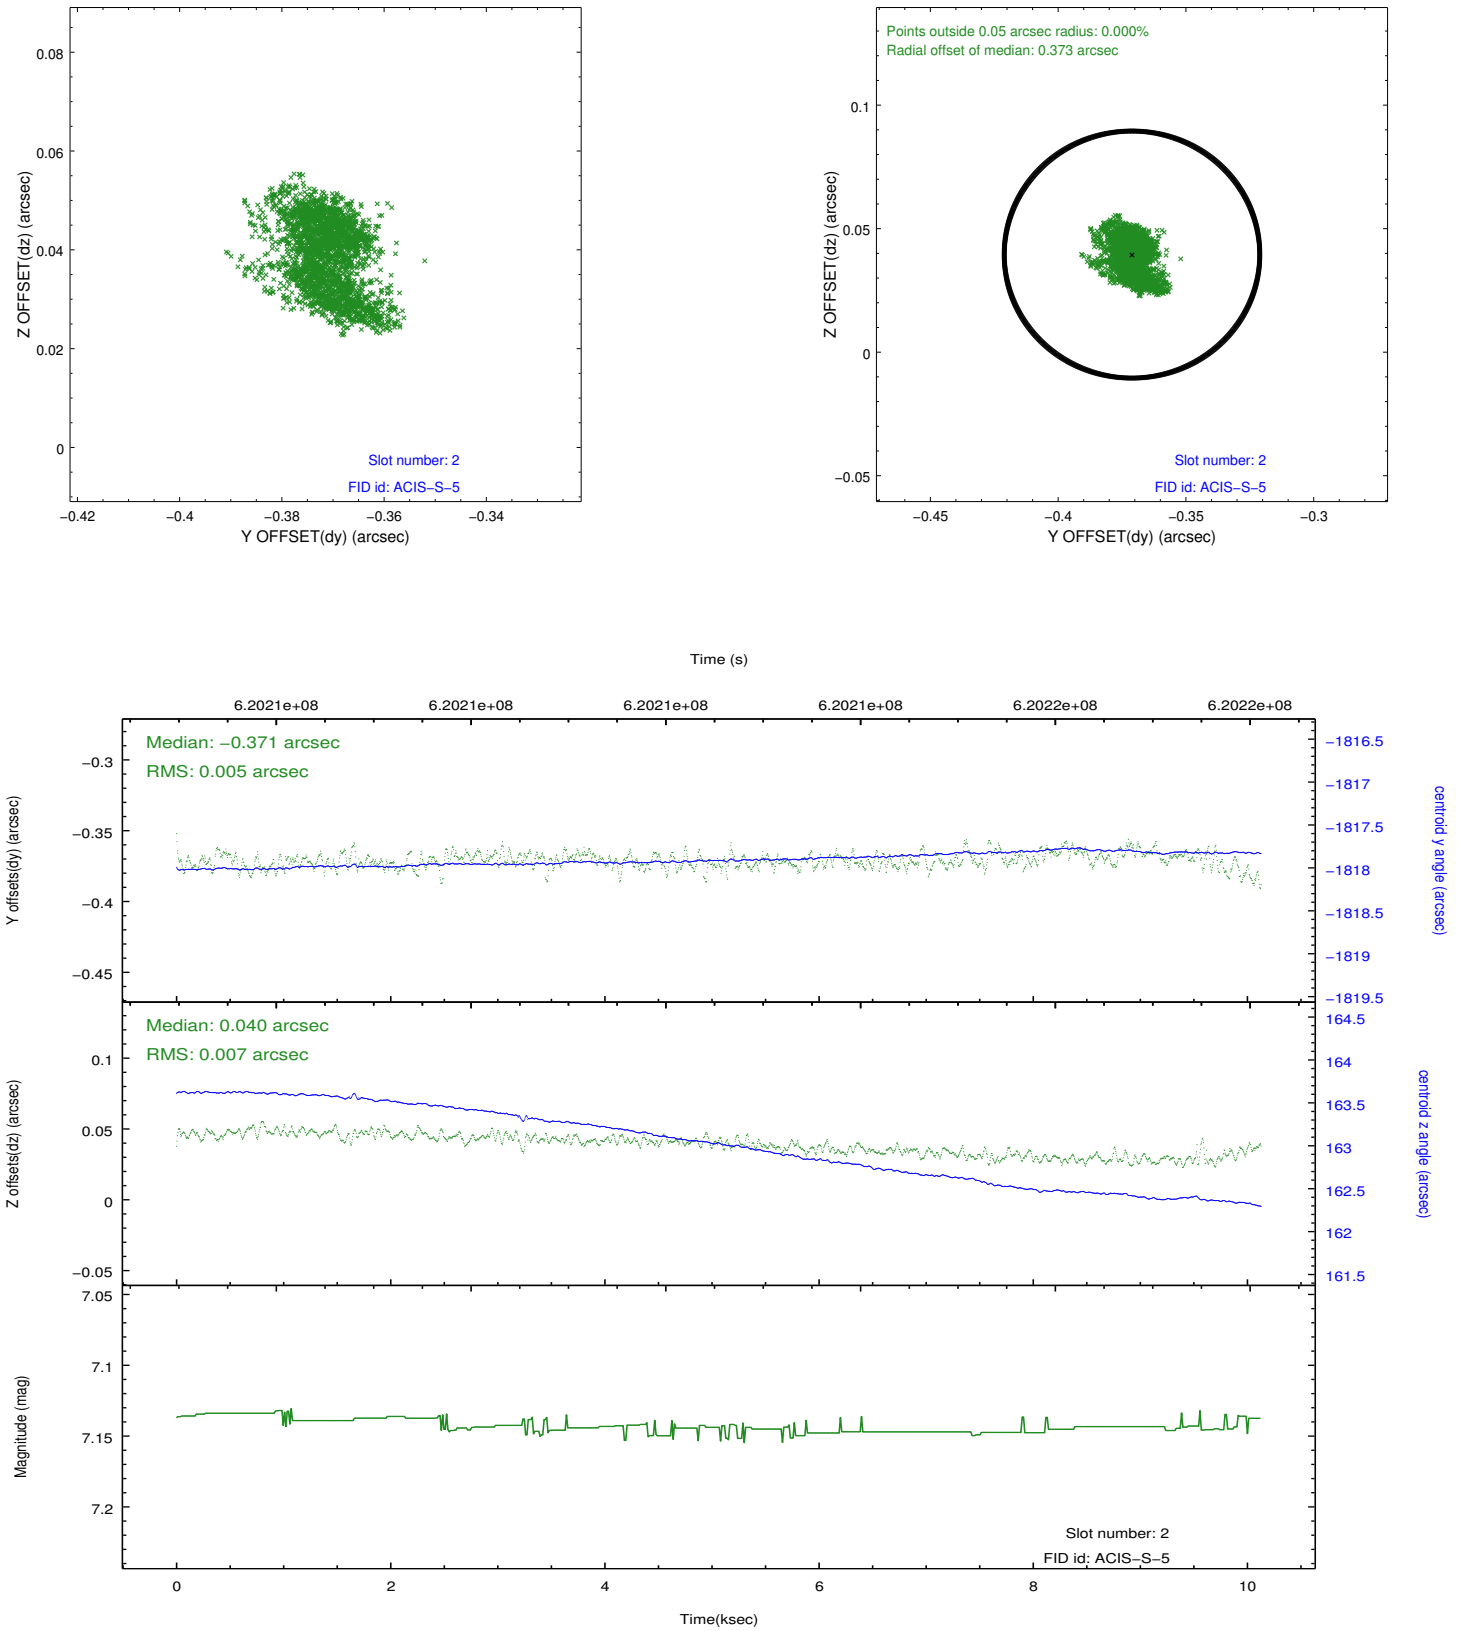 0.08
0.06
0.04
0.02
0
Z OFFSET(dz) (arcsec)
Slot number: 2
FID id: ACIS−S−5
−0.42 −0.4 −0.38 −0.36 −0.34
Y OFFSET(dy) (arcsec)
Points outside 0.05 arcsec radius: 0.000%
Radial offset of median: 0.373 arcsec
0.1
0.05
0
−0.05
Z OFFSET(dz) (arcsec)
Slot number: 2
FID id: ACIS−S−5
−0.45 −0.4 −0.35 −0.3
Y OFFSET(dy) (arcsec)
Time (s)
6.2021e+08 6.2021e+08 6.2021e+08 6.2021e+08 6.2022e+08 6.2022e+08
Median: −0.371 arcsec
RMS: 0.005 arcsec
−0.3
−0.35
−0.4
−0.45
Y offsets(dy) (arcsec)
−1816.5
−1817
−1817.5
−1818
−1818.5
−1819
−1819.5
centroid y angle (arcsec)
Median: 0.040 arcsec
RMS: 0.007 arcsec
0.1
0.05
0
−0.05
Z offsets(dz) (arcsec)
164.5
164
163.5
163
162.5
162
161.5
centroid z angle (arcsec)
7.05
7.1
7.15
7.2
Magnitude (mag)
Slot number: 2
FID id: ACIS−S−5
0 2 4 6 8 10
Time(ksec)